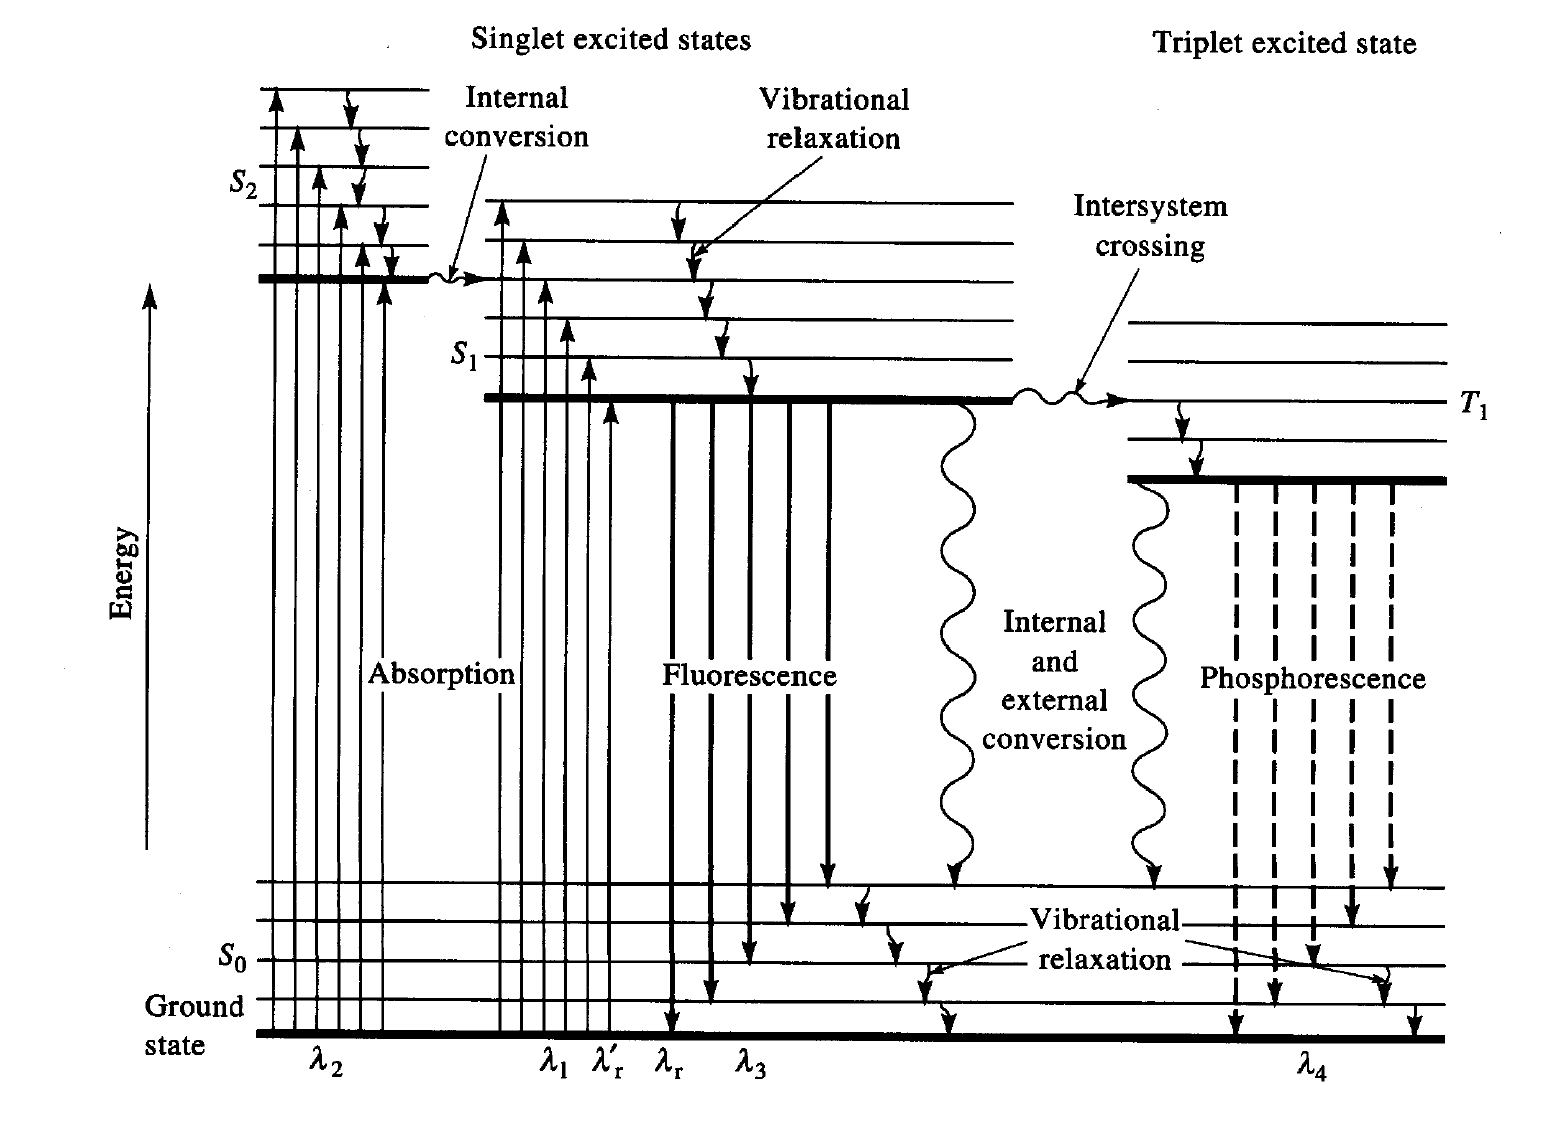 Singlet excited states
Triplet excited state
Internal
conversion
Vibrational
relaxation
S2
Intersystem
crossing
S1
T1
Energy
Absorption
Fluorescence
Internal
and
external
conversion
Phosphorescence
Vibrational
relaxation
S0
Ground
state
λ2
λ1
λ′r
λr
λ3
λ4